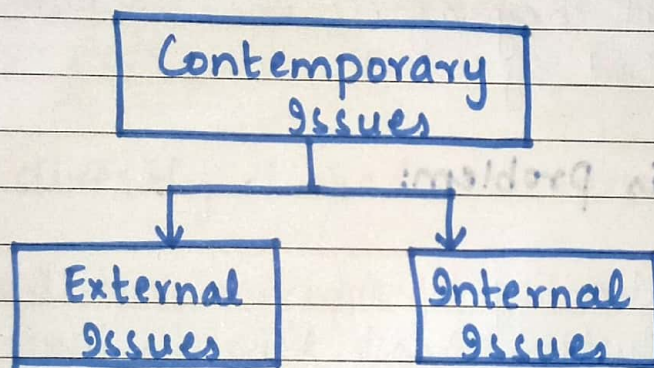 Contemporary
Issues
External
Issues
Internal
Issues